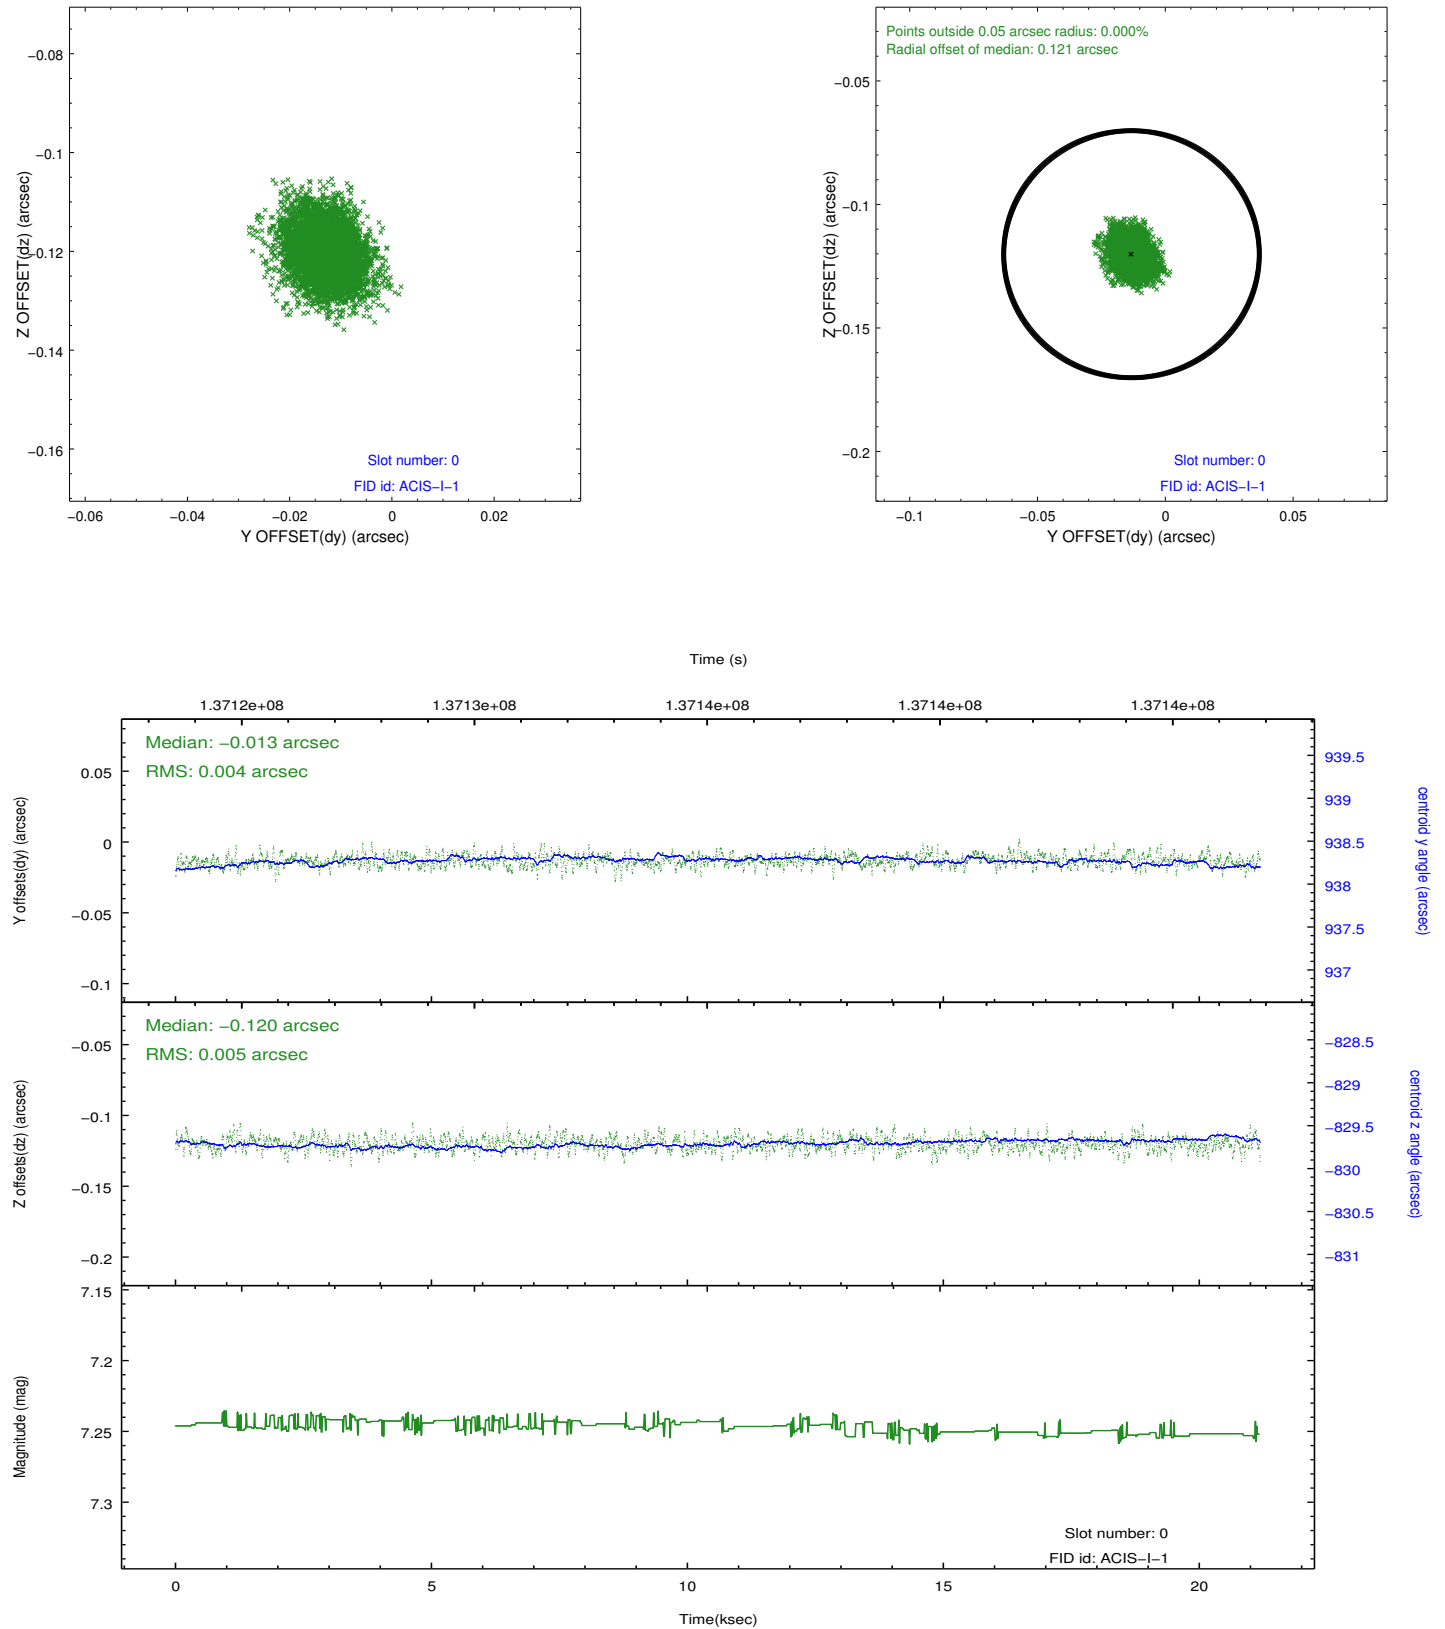 −0.08
−0.1
−0.12
−0.14
−0.16
Z OFFSET(dz) (arcsec)
Slot number: 0
FID id: ACIS−I−1
−0.06 −0.04 −0.02 0 0.02
Y OFFSET(dy) (arcsec)
Points outside 0.05 arcsec radius: 0.000%
Radial offset of median: 0.121 arcsec
−0.05
−0.1
−0.15
−0.2
Z OFFSET(dz) (arcsec)
Slot number: 0
FID id: ACIS−I−1
−0.1 −0.05 0 0.05
Y OFFSET(dy) (arcsec)
Time (s)
1.3712e+08 1.3713e+08 1.3714e+08 1.3714e+08 1.3714e+08
Median: −0.013 arcsec
RMS: 0.004 arcsec
0.05
0
−0.05
−0.1
Y offsets(dy) (arcsec)
939.5
939
938.5
938
937.5
937
centroid y angle (arcsec)
Median: −0.120 arcsec
RMS: 0.005 arcsec
−0.05
−0.1
−0.15
−0.2
Z offsets(dz) (arcsec)
−828.5
−829
−829.5
−830
−830.5
−831
centroid z angle (arcsec)
7.15
7.2
7.25
7.3
Magnitude (mag)
Slot number: 0
FID id: ACIS−I−1
0 5 10 15 20
Time(ksec)